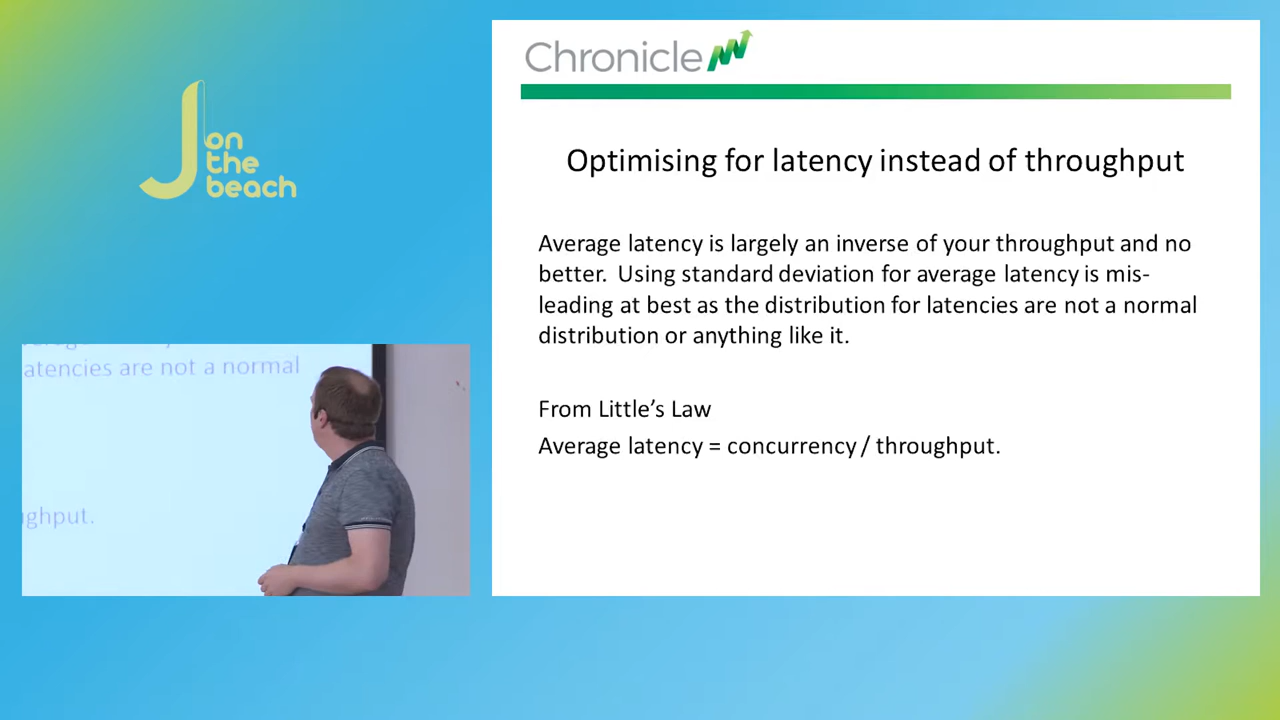 J on
the
beach
Chronicle
Optimising for latency instead of throughput
Average latency is largely an inverse of your throughput and no
better. Using standard deviation for average latency is mis-
leading at best as the distribution for latencies are not a normal
distribution or anything like it.
From Little's Law
Average latency = concurrency / throughput.
atencies are not a normal
ghput.